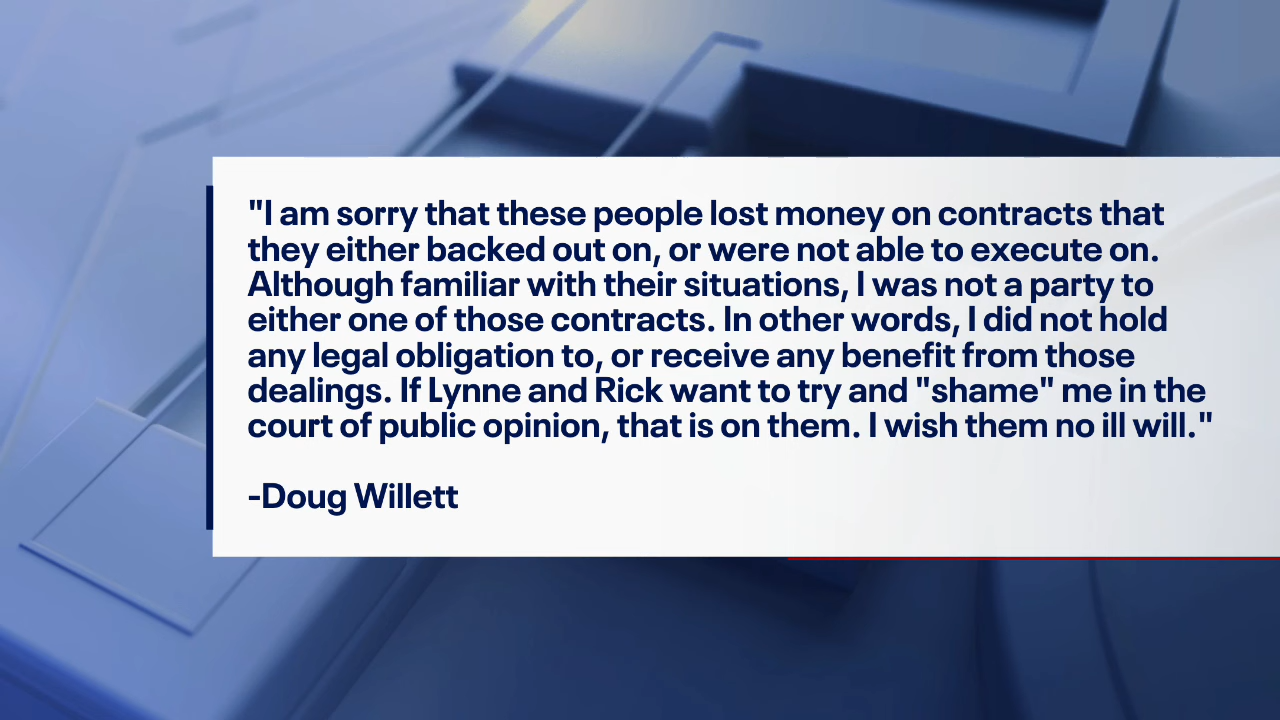 "I am sorry that these people lost money on contracts that
they either backed out on, or were not able to execute on.
Although familiar with their situations, I was not a party to
either one of those contracts. In other words, I did not hold
any legal obligation to, or receive any benefit from those
dealings. If Lynne and Rick want to try and "shame" me in the
court of public opinion, that is on them. I wish them no ill will."
-Doug Willett